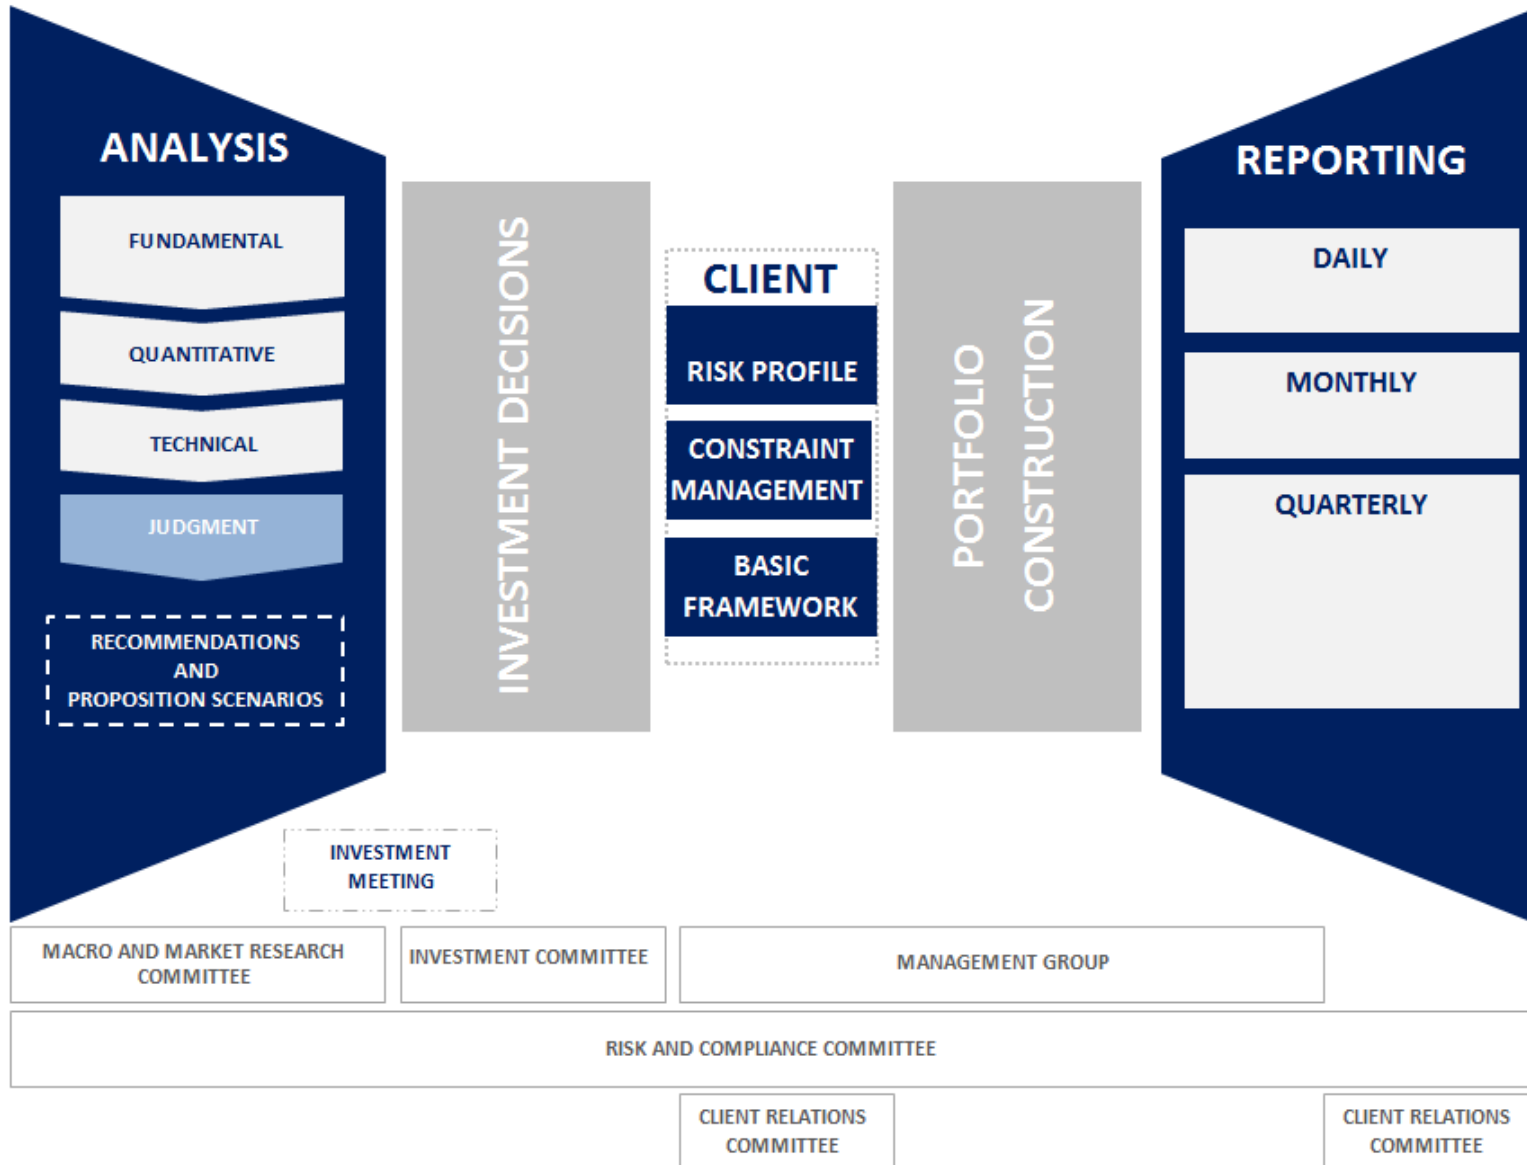 ANALYSIS
FUNDAMENTAL
QUANTITATIVE
TECHNICAL
JUDGMENT
RECOMMENDATIONS
AND
PROPOSITION SCENARIOS
INVESTMENT DECISIONS
CLIENT
RISK PROFILE
CONSTRAINT
MANAGEMENT
BASIC
FRAMEWORK
PORTFOLIO
CONSTRUCTION
REPORTING
DAILY
MONTHLY
QUARTERLY
INVESTMENT
MEETING
MACRO AND MARKET RESEARCH
COMMITTEE
INVESTMENT COMMITTEE
MANAGEMENT GROUP
RISK AND COMPLIANCE COMMITTEE
CLIENT RELATIONS
COMMITTEE
CLIENT RELATIONS
COMMITTEE